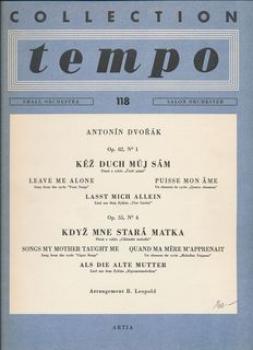 COLLECTION
tempo
SMALL ORCHESTRA 118 SALON ORCHESTER
ANTONÍN DVOŘÁK
Op. 82, Nº 1
KÉŽ DUCH MŮJ SÁM
LEAVE ME ALONE PUISSE MON ÂME
LASST MICH ALLEIN
Op. 55, Nº 4
KDYŽ MNE STARÁ MATKA
SONGS MY MOTHER TAUGHT ME QUAND MA MÈRE M'APPRENAIT
ALS DIE ALTE MUTTER
Arrangement B. Leopold
ARTIA